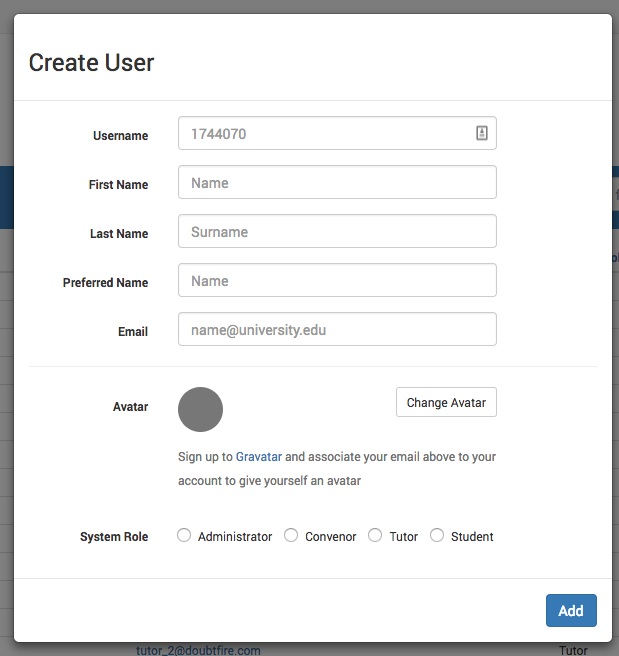 Create User
Username 1744070
First Name Name
Last Name Surname
Preferred Name Name
Email name@university.edu
Avatar Change Avatar
Sign up to Gravatar and associate your email above to your
account to give yourself an avatar
System Role Administrator Convenor Tutor Student
Add
tutor_2@doubtfire.com Tutor